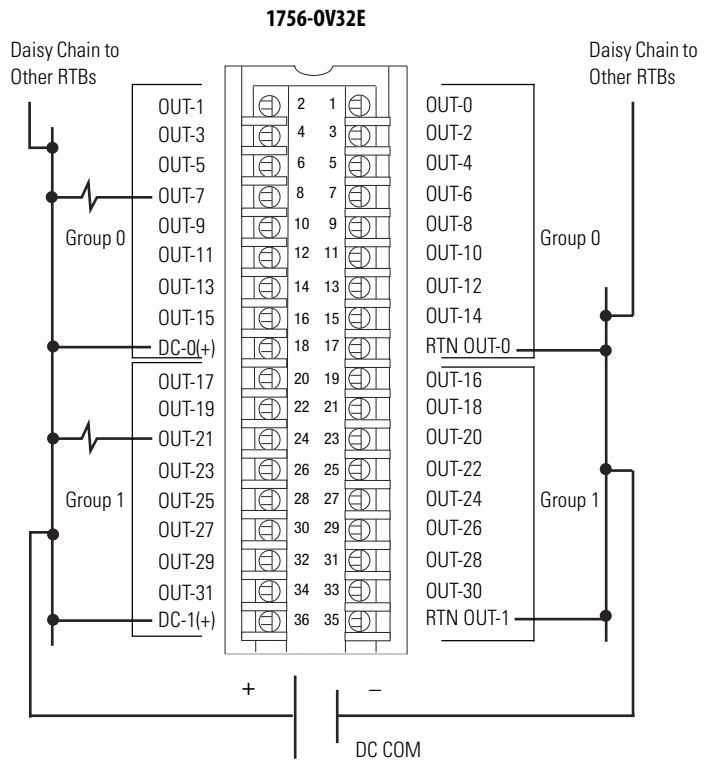 1756-OV32E
Daisy Chain to
Other RTBs
Daisy Chain to
Other RTBs
OUT-1 2 1 OUT-0
OUT-3 4 3 OUT-2
OUT-5 6 5 OUT-4
OUT-7 8 7 OUT-6
OUT-9 10 9 OUT-8
Group 0 Group 0
OUT-11 12 11 OUT-10
OUT-13 14 13 OUT-12
OUT-15 16 15 OUT-14
DC-0(+) 18 17 RTN OUT-0
OUT-17 20 19 OUT-16
OUT-19 22 21 OUT-18
OUT-21 24 23 OUT-20
OUT-23 26 25 OUT-22
Group 1 OUT-25 28 27 OUT-24 Group 1
OUT-27 30 29 OUT-26
OUT-29 32 31 OUT-28
OUT-31 34 33 OUT-30
DC-1(+) 36 35 RTN OUT-1
+ –
DC COM